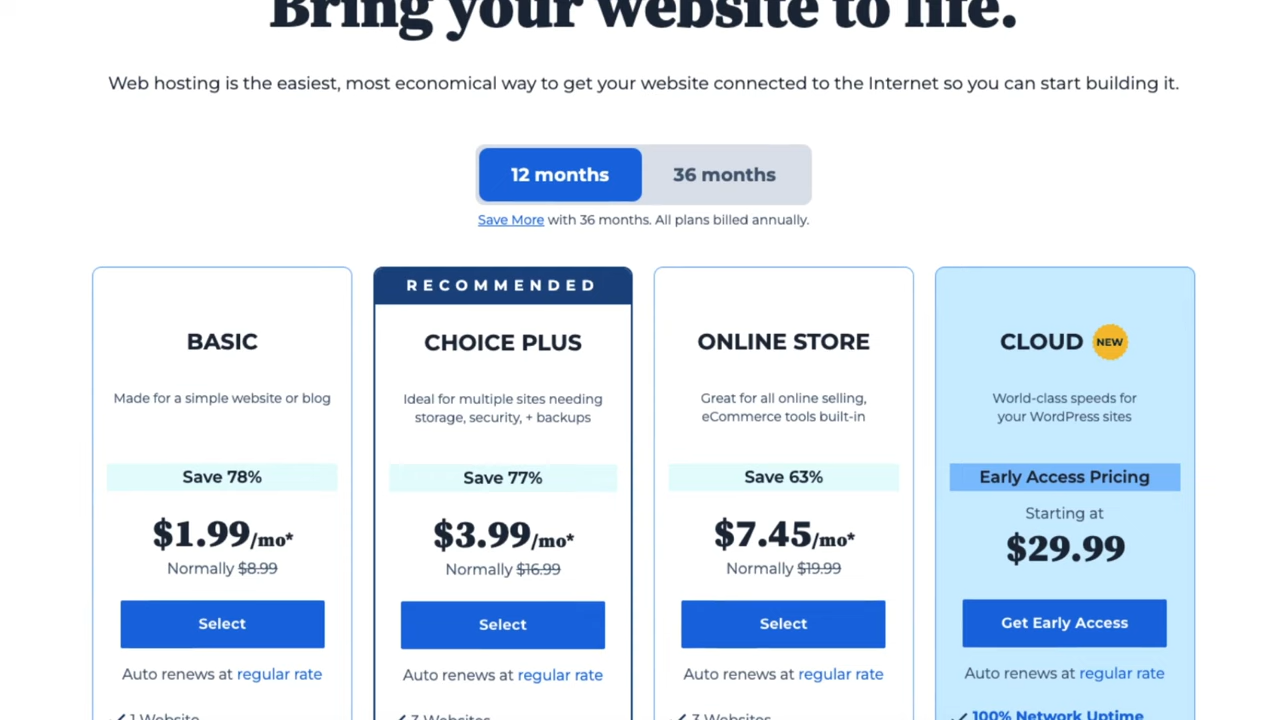 Bring your website to life.
Web hosting is the easiest, most economical way to get your website connected to the Internet so you can start building it.
12 months
36 months
Save More with 36 months. All plans billed annually.
BASIC
Made for a simple website or blog
Save 78%
$1.99/mo*
Normally $8.99
Select
Auto renews at regular rate
✓ 1 Website
RECOMMENDED
CHOICE PLUS
Ideal for multiple sites needing
storage, security, + backups
Save 77%
$3.99/mo*
Normally $16.99
Select
Auto renews at regular rate
✓ 3 Websites
ONLINE STORE
Great for all online selling,
eCommerce tools built-in
Save 63%
$7.45/mo*
Normally $19.99
Select
Auto renews at regular rate
✓ 3 Websites
CLOUD NEW
World-class speeds for
your WordPress sites
Early Access Pricing
Starting at
$29.99
Get Early Access
Auto renews at regular rate
✓ 100% Network Uptime